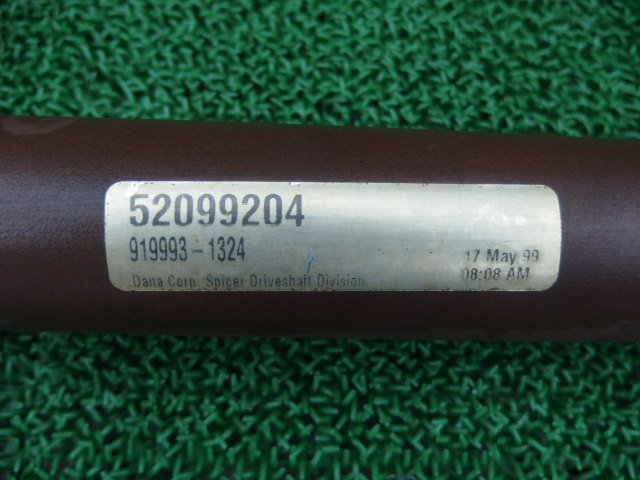 52099204
919993-1324
17 May 99
Dana Corp. Spicer Driveshaft Division
08:08 AM